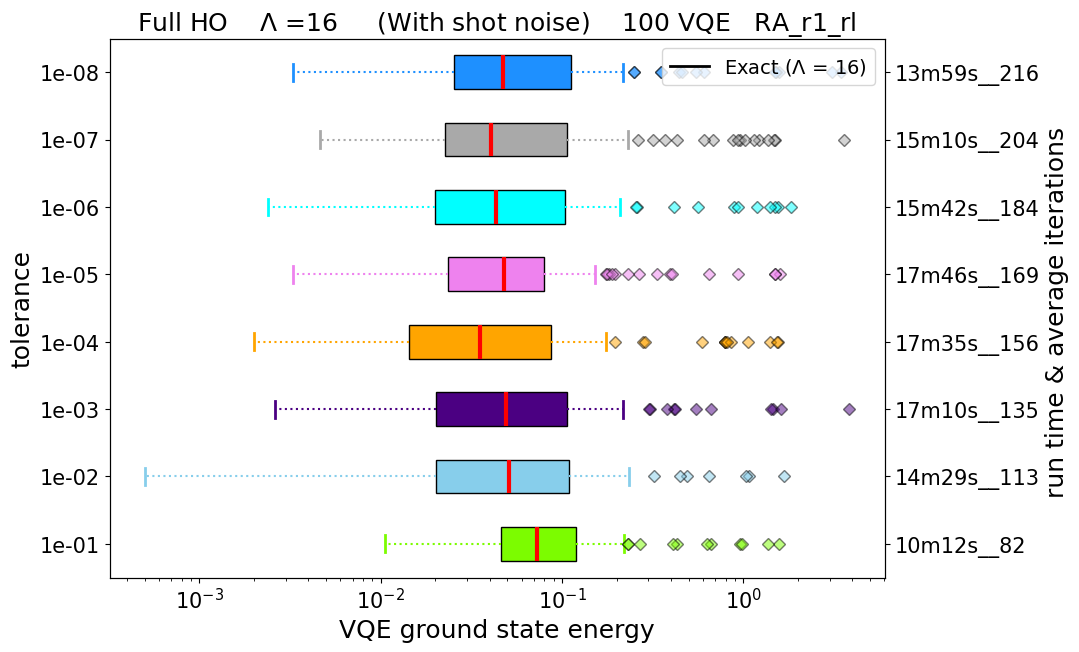 Full HO Λ =16 (With shot noise) 100 VQE RA_r1_rl
Exact (Λ = 16)
tolerance
1e-08
1e-07
1e-06
1e-05
1e-04
1e-03
1e-02
1e-01
13m59s__216
15m10s__204
15m42s__184
17m46s__169
17m35s__156
17m10s__135
14m29s__113
10m12s__82
run time & average iterations
10⁻³ 10⁻² 10⁻¹ 10⁰
VQE ground state energy